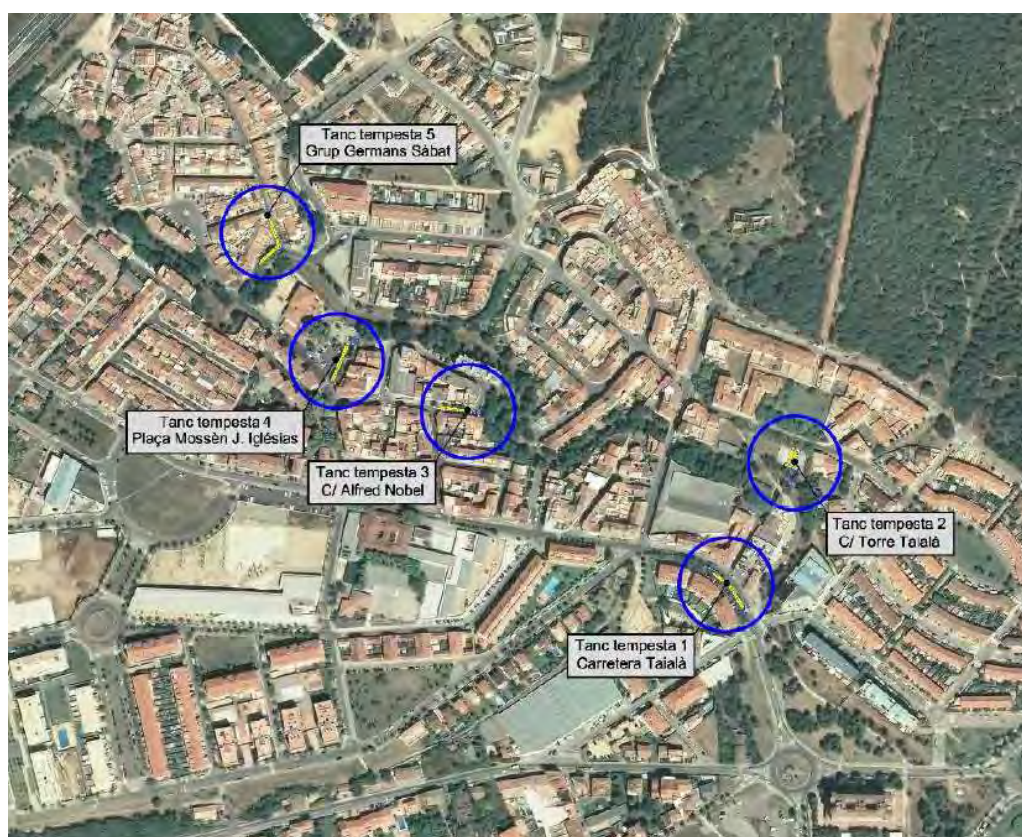 Tanc tempesta 5
Grup Germans Sàbat
Tanc tempesta 4
Plaça Mossèn J. Iglésias
Tanc tempesta 3
C/ Alfred Nobel
Tanc tempesta 2
C/ Torre Taialà
Tanc tempesta 1
Carretera Taialà